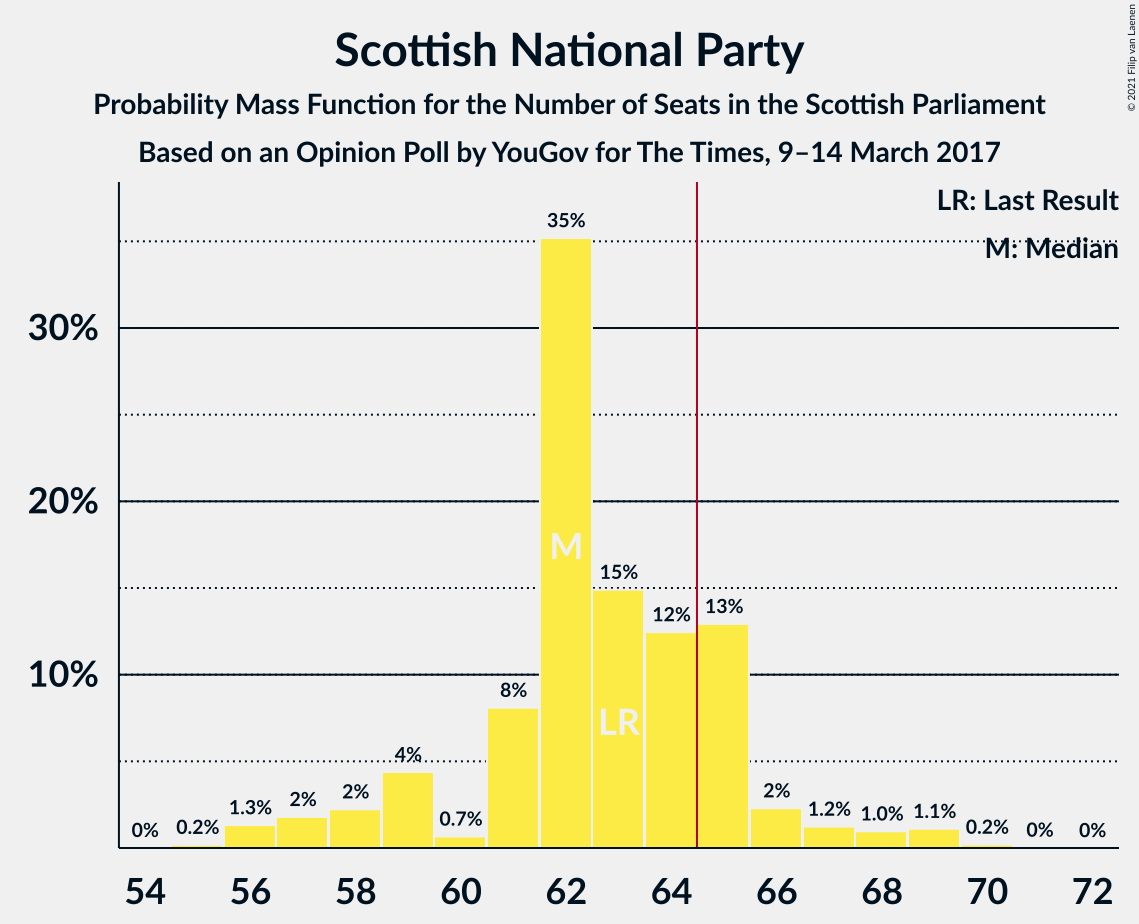 Scottish National Party
Probability Mass Function for the Number of Seats in the Scottish Parliament
Based on an Opinion Poll by YouGov for The Times, 9–14 March 2017
© 2021 Filip van Laenen
LR: Last Result
M: Median
30%
20%
10%
0%
0.2%
1.3%
2%
2%
4%
0.7%
8%
35%
15%
12%
13%
2%
1.2%
1.0%
1.1%
0.2%
0%
0%
M
LR
54 56 58 60 62 64 66 68 70 72